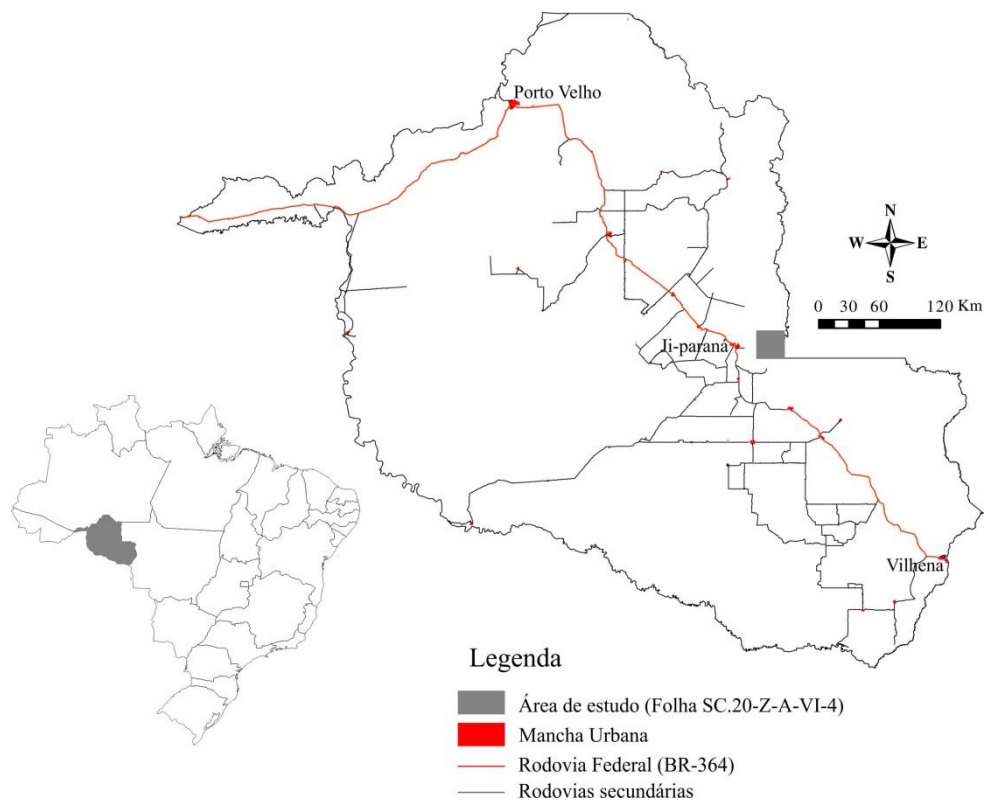 Porto Velho
N
W E
S
0 30 60 120 Km
Ji-paraná
Vilhena
Legenda
Área de estudo (Folha SC.20-Z-A-VI-4)
Mancha Urbana
Rodovia Federal (BR-364)
Rodovias secundárias